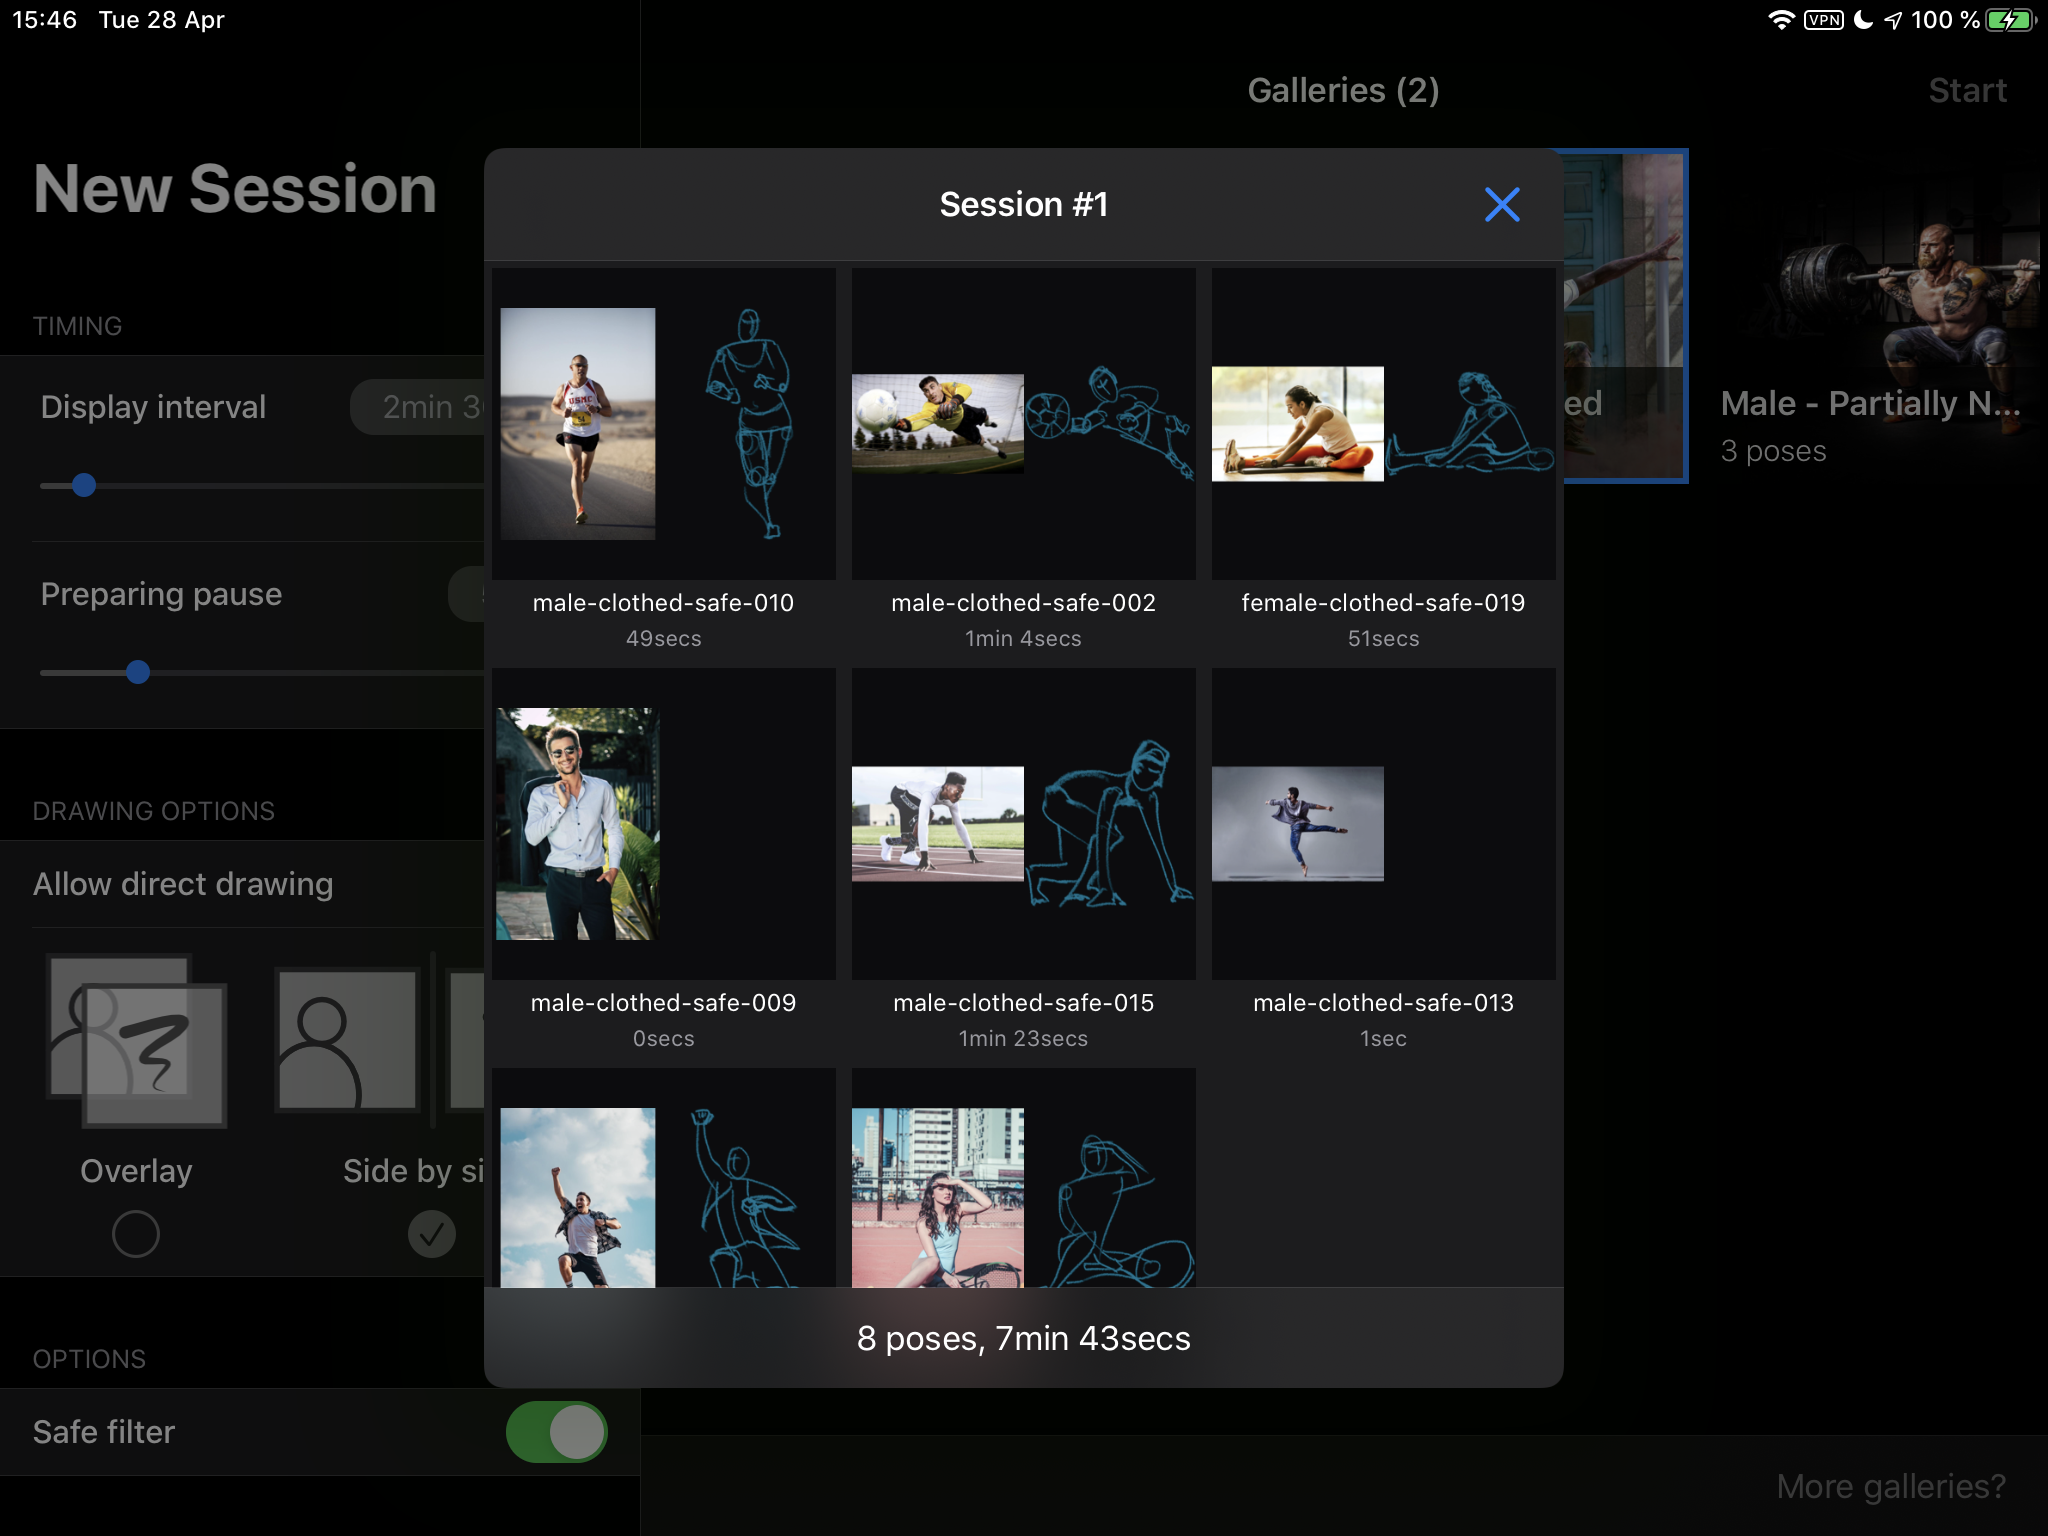 15:46 Tue 28 Apr
VPN 100 %
Galleries (2)
Start
New Session
Session #1
TIMING
Display interval
2min
ed
Male - Partially N...
3 poses
Preparing pause
USMC
male-clothed-safe-010
49secs
male-clothed-safe-002
1min 4secs
female-clothed-safe-019
51secs
DRAWING OPTIONS
Allow direct drawing
Overlay
Side by si
male-clothed-safe-009
0secs
male-clothed-safe-015
1min 23secs
male-clothed-safe-013
1sec
8 poses, 7min 43secs
OPTIONS
Safe filter
More galleries?